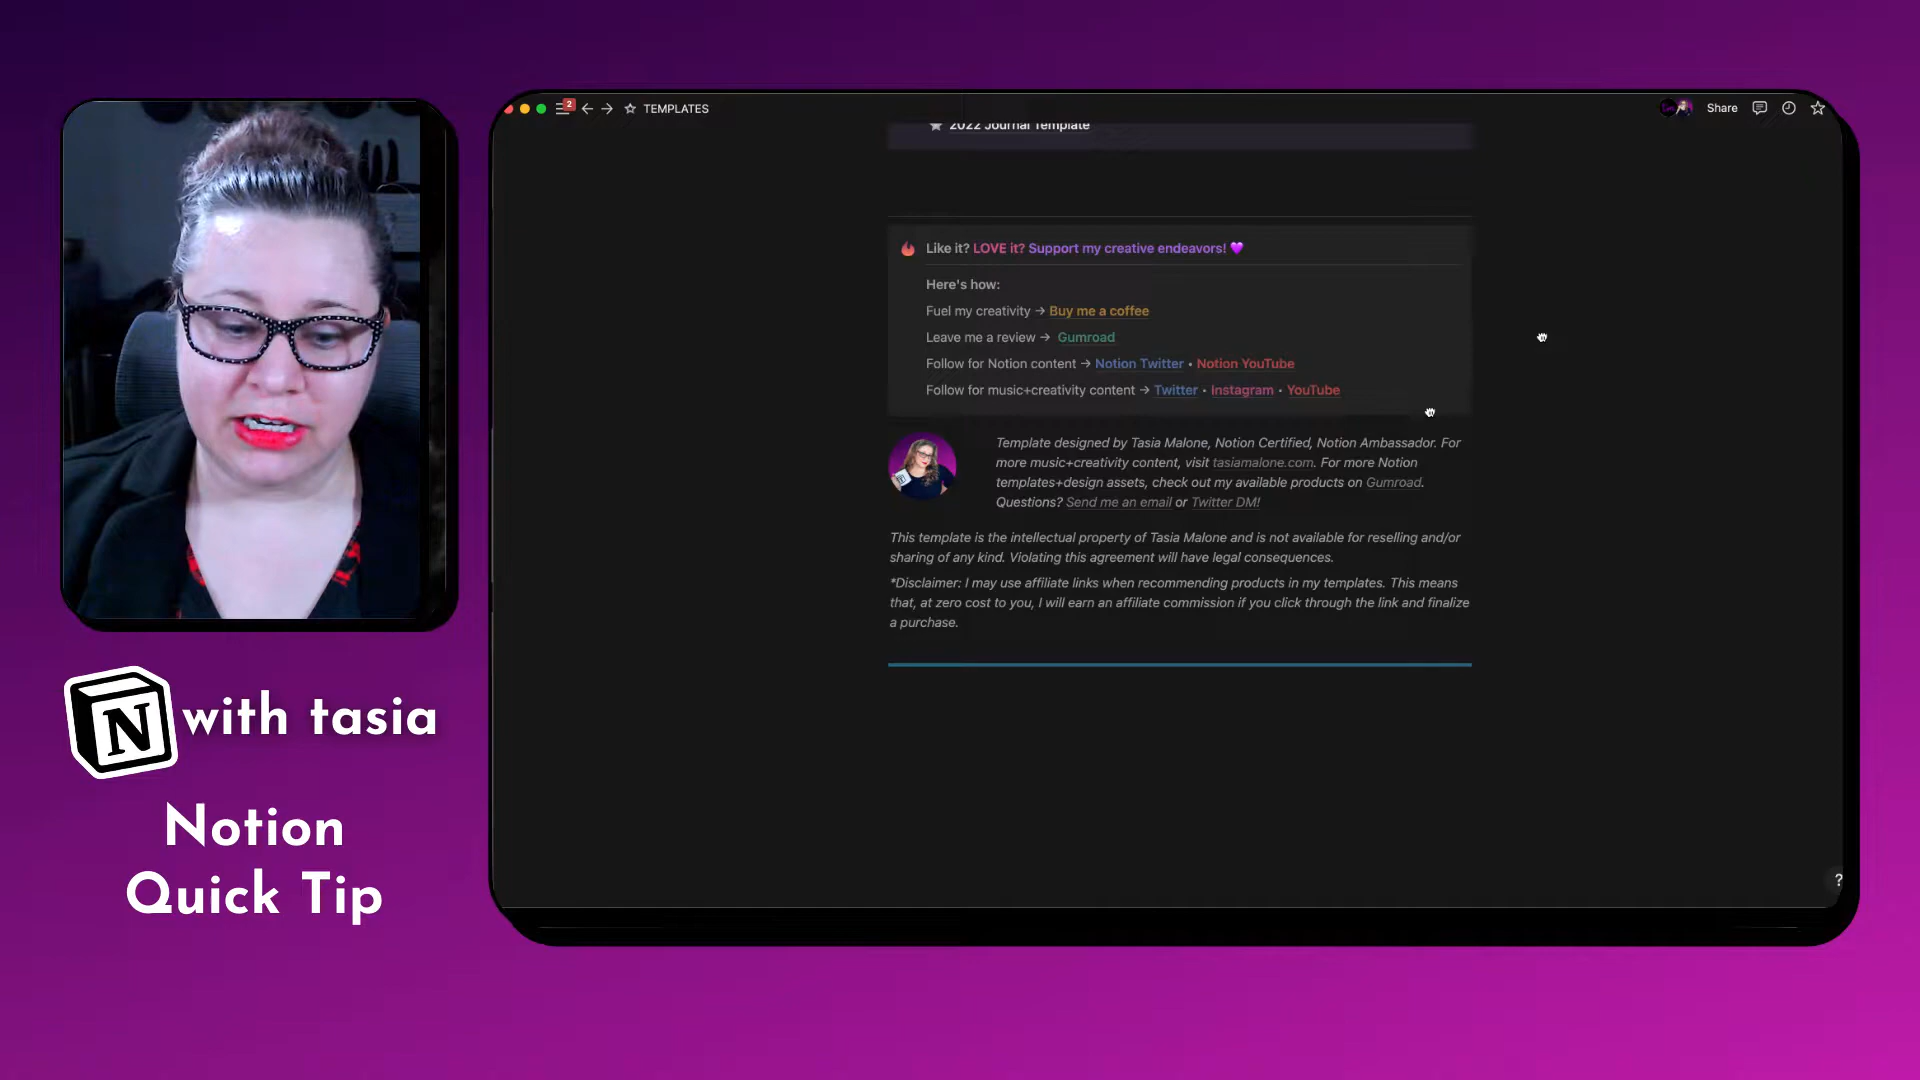 2
TEMPLATES
Share
2022 Journal Template
Like it? LOVE it? Support my creative endeavors! 💜
Here's how:
Fuel my creativity → Buy me a coffee
Leave me a review → Gumroad
Follow for Notion content → Notion Twitter • Notion YouTube
Follow for music+creativity content → Twitter • Instagram • YouTube
Template designed by Tasia Malone, Notion Certified, Notion Ambassador. For
more music+creativity content, visit tasiamalone.com. For more Notion
templates+design assets, check out my available products on Gumroad.
Questions? Send me an email or Twitter DM!
This template is the intellectual property of Tasia Malone and is not available for reselling and/or
sharing of any kind. Violating this agreement will have legal consequences.
*Disclaimer: I may use affiliate links when recommending products in my templates. This means
that, at zero cost to you, I will earn an affiliate commission if you click through the link and finalize
a purchase.
?
N with tasia
Notion
Quick Tip